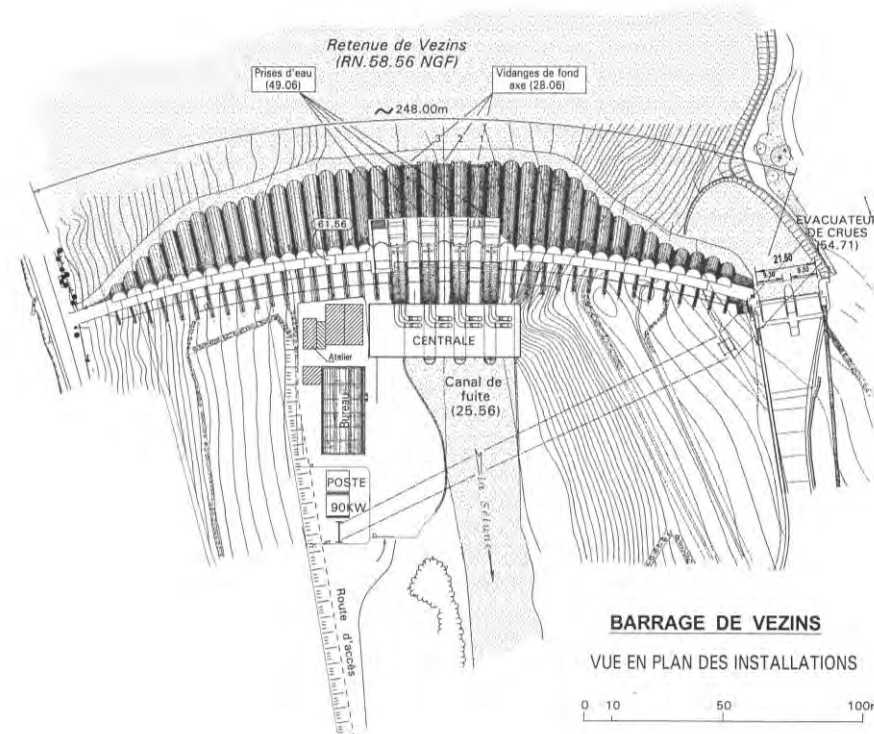 Retenue de Vezins
(RN.58.56 NGF)
Prises d'eau
(49.06)
Vidanges de fond
axe (28.06)
~248.00m
3 2 1
61.56
EVACUATEUR
DE CRUES
(54.71)
21.50
CENTRALE
Atelier
Canal de
fuite
(25.56)
Bureau
POSTE
90KW
la Sélune
Route
d'accès
BARRAGE DE VEZINS
VUE EN PLAN DES INSTALLATIONS
0 10 50 100m